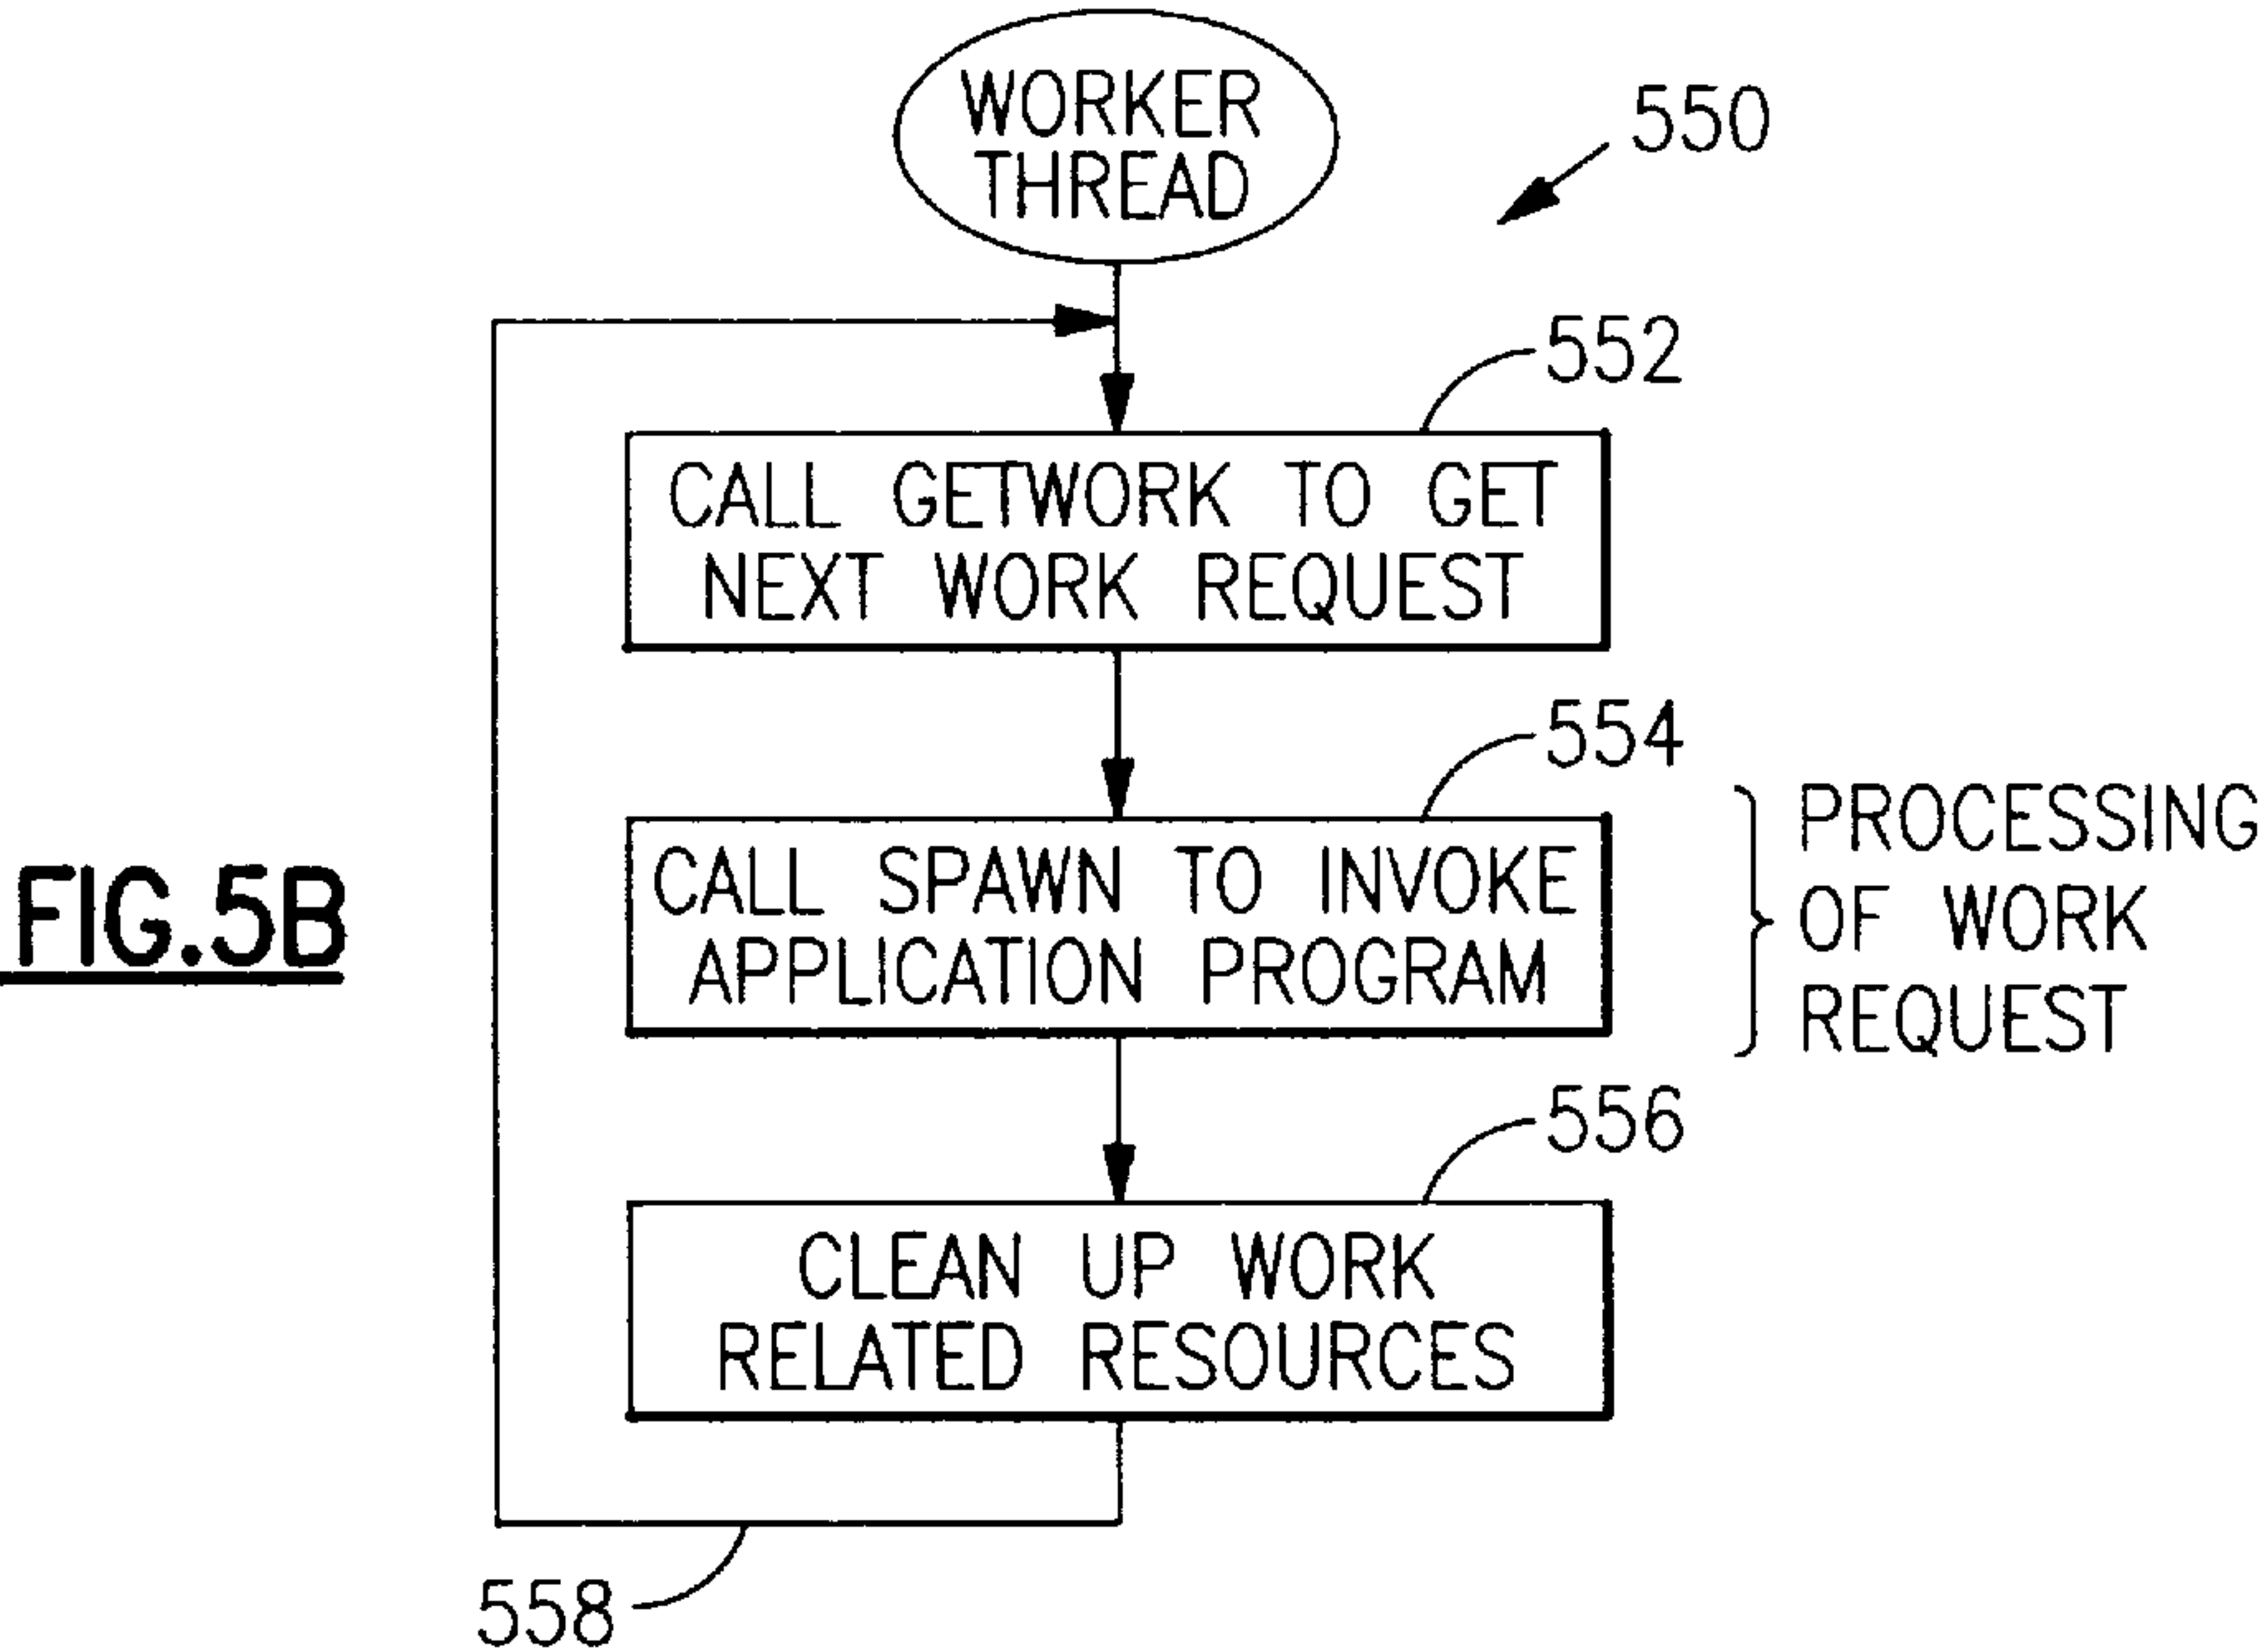 WORKER
THREAD
550
552
CALL GETWORK TO GET
NEXT WORK REQUEST
554
CALL SPAWN TO INVOKE
APPLICATION PROGRAM
PROCESSING
OF WORK
REQUEST
FIG.5B
556
CLEAN UP WORK
RELATED RESOURCES
558